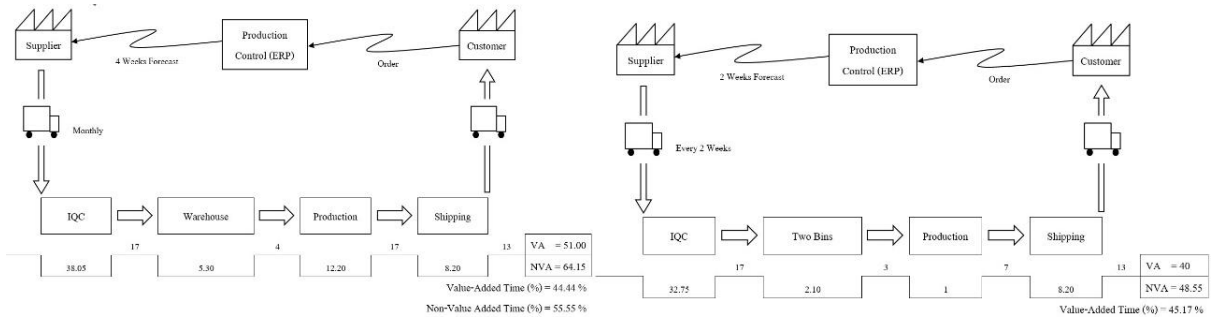 Supplier
Production
Control (ERP)
Customer
4 Weeks Forecast
Order
Monthly
IQC
Warehouse
Production
Shipping
17
4
17
13
VA = 51.00
38.05
5.30
12.20
8.20
NVA = 64.15
Value-Added Time (%) = 44.44 %
Non-Value Added Time (%) = 55.55 %
Supplier
Production
Control (ERP)
Customer
2 Weeks Forecast
Order
Every 2 Weeks
IQC
Two Bins
Production
Shipping
17
3
7
13
VA = 40
32.75
2.10
1
8.20
NVA = 48.55
Value-Added Time (%) = 45.17 %